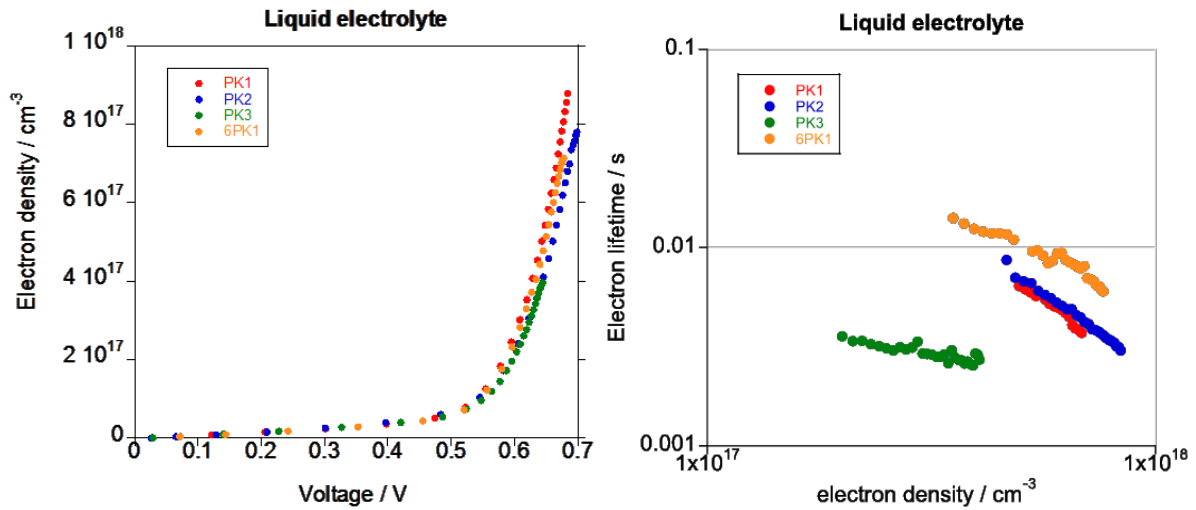 Liquid electrolyte
1 10^18
8 10^17
6 10^17
4 10^17
2 10^17
0
Electron density / cm^-3
PK1
PK2
PK3
6PK1
0 0.1 0.2 0.3 0.4 0.5 0.6 0.7
Voltage / V
Liquid electrolyte
0.1
0.01
0.001
Electron lifetime / s
PK1
PK2
PK3
6PK1
1x10^17 1x10^18
electron density / cm^-3